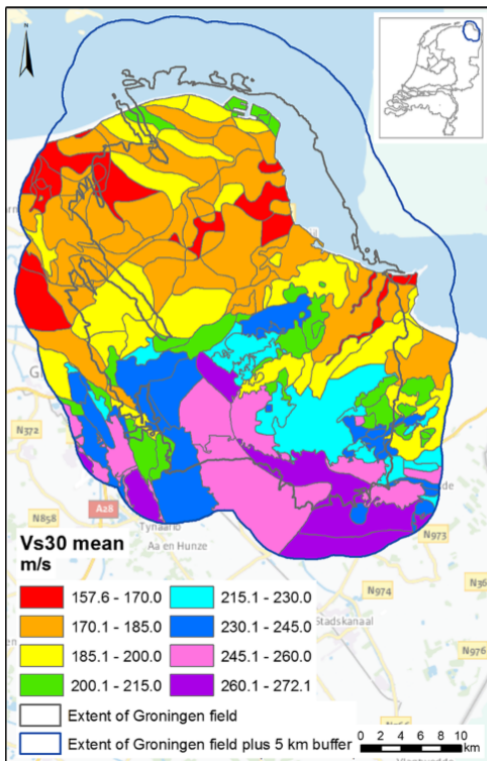 N372
A28
N858
Tynaarlo
Aa en Hunze
N973
N974
Stadskanaal
N976
Vs30 mean
m/s
157.6 - 170.0
215.1 - 230.0
170.1 - 185.0
230.1 - 245.0
185.1 - 200.0
245.1 - 260.0
200.1 - 215.0
260.1 - 272.1
Extent of Groningen field
Extent of Groningen field plus 5 km buffer
0 2 4 6 8 10
km